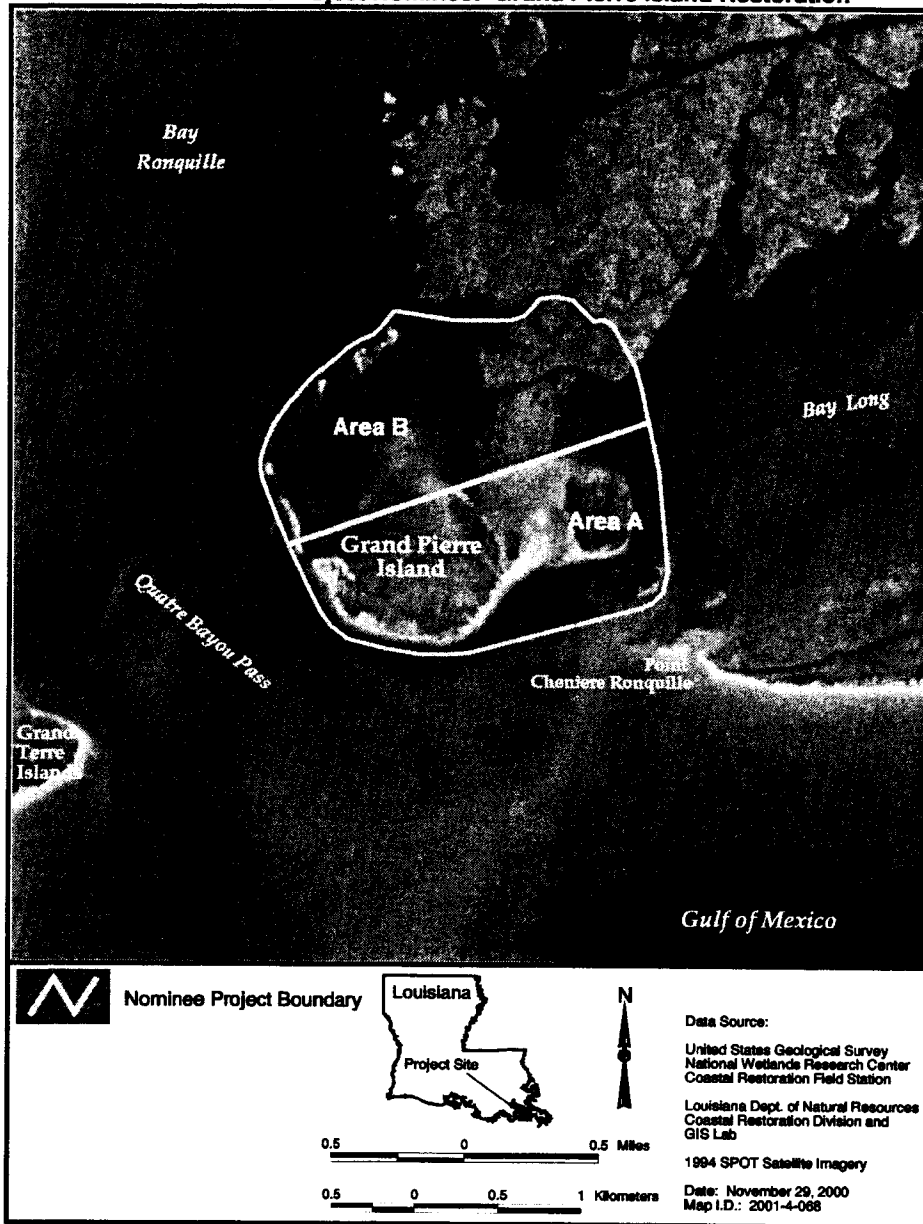 Grand Pierre Island Restoration
Bay
Ronquille
Bay Long
Area B
Area A
Grand Pierre
Island
Quatre Bayou Pass
Point
Cheniere Ronquille
Grand
Terre
Islands
Gulf of Mexico
Nominee Project Boundary
Louisiana
Project Site
N
Data Source:
United States Geological Survey
National Wetlands Research Center
Coastal Restoration Field Station
Louisiana Dept. of Natural Resources
Coastal Restoration Division and
GIS Lab
1994 SPOT Satellite Imagery
Date: November 29, 2000
Map I.D.: 2001-4-068
0.5 0 0.5 Miles
0.5 0 0.5 1 Kilometers